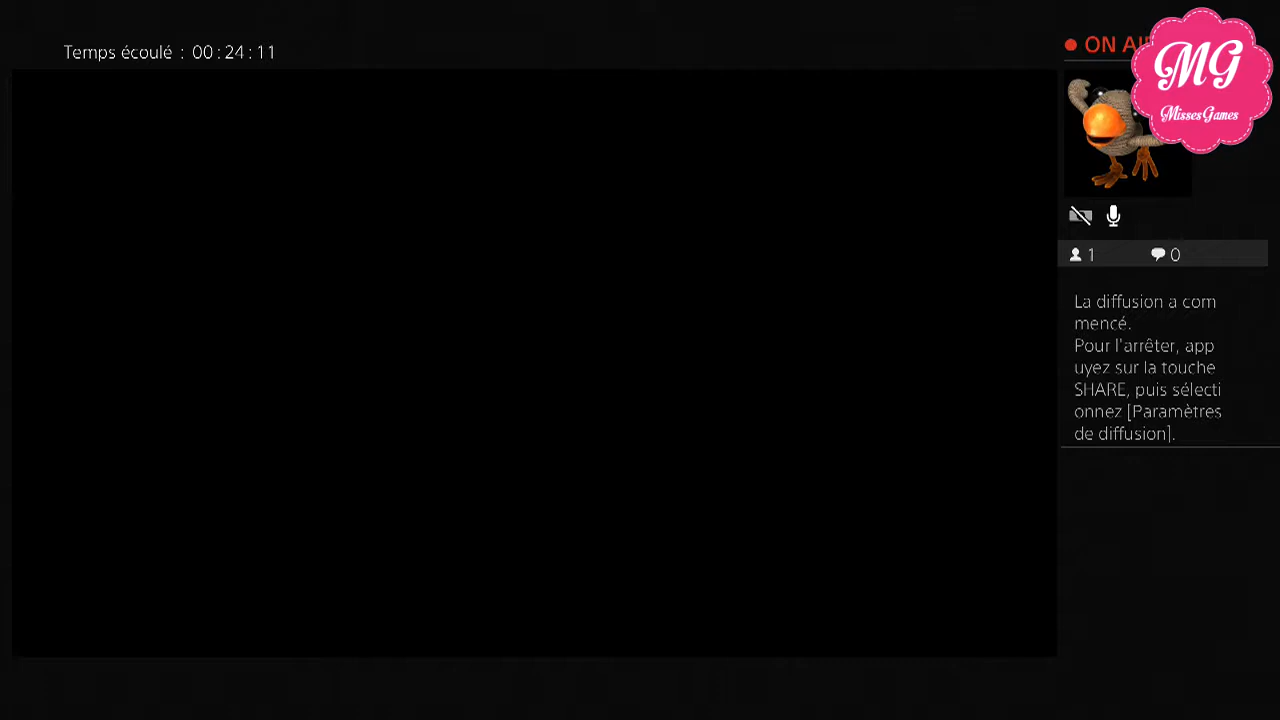 Temps écoulé : 00:24:11
ON AI
MG
MissesGames
1 0
La diffusion a com
mencé.
Pour l'arrêter, app
uyez sur la touche
SHARE, puis sélecti
onnez [Paramètres
de diffusion].